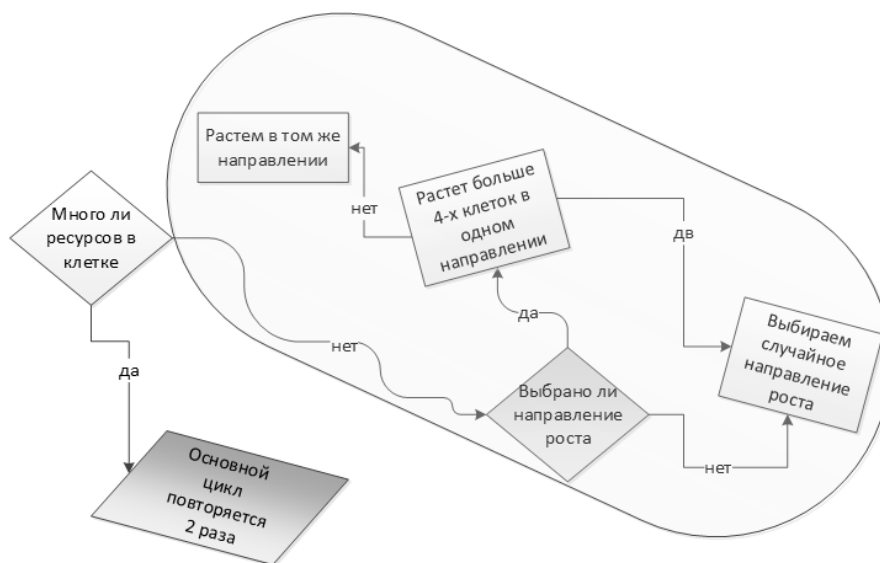 Растем в том же
направлении
Растет больше
4-х клеток в
одном
направлении
нет
дв
Много ли
ресурсов в
клетке
да
нет
да
Выбрано ли
направление
роста
Выбираем
случайное
направление
роста
нет
Основной
цикл
повторяется
2 раза